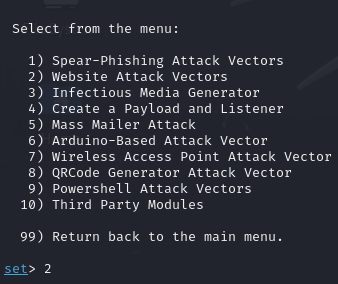 Select from the menu:
1) Spear-Phishing Attack Vectors
2) Website Attack Vectors
3) Infectious Media Generator
4) Create a Payload and Listener
5) Mass Mailer Attack
6) Arduino-Based Attack Vector
7) Wireless Access Point Attack Vector
8) QRCode Generator Attack Vector
9) Powershell Attack Vectors
10) Third Party Modules
99) Return back to the main menu.
set> 2